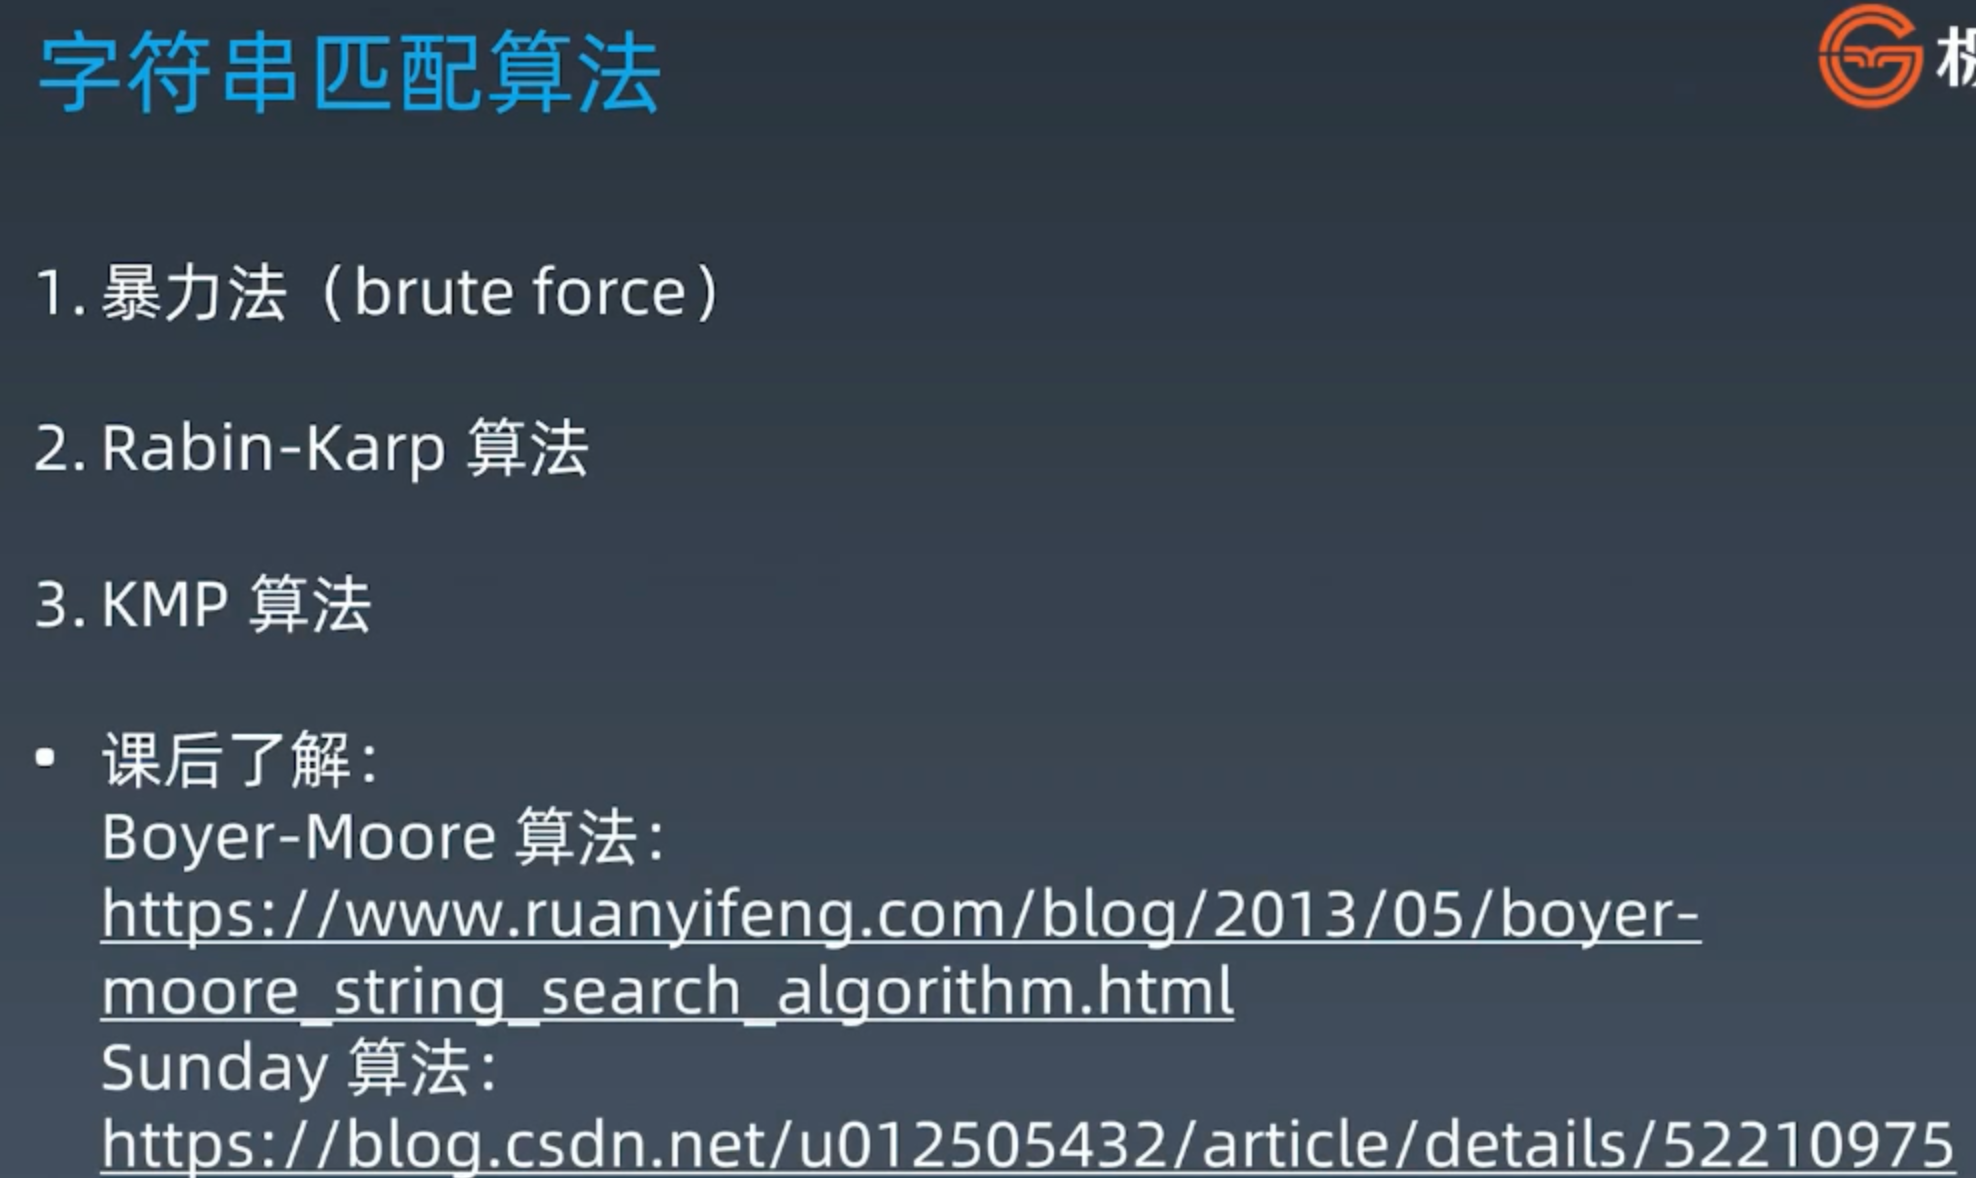 字符串匹配算法
1. 暴力法（brute force）
2. Rabin-Karp 算法
3. KMP 算法
• 课后了解：
Boyer-Moore 算法：
https://www.ruanyifeng.com/blog/2013/05/boyer-
moore_string_search_algorithm.html
Sunday 算法：
https://blog.csdn.net/u012505432/article/details/52210975